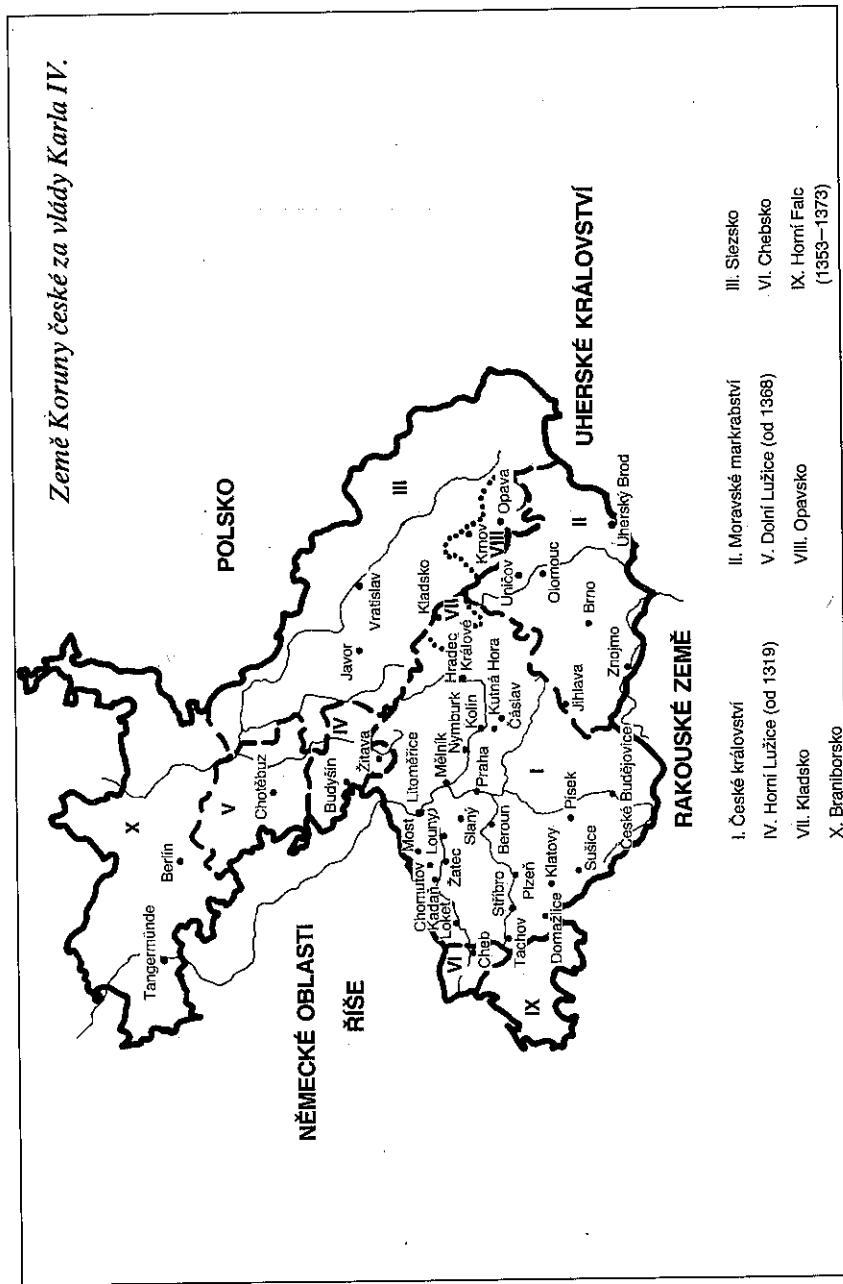 Země Koruny české za vlády Karla IV.
POLSKO
NĚMECKÉ OBLASTI
ŘÍŠE
UHERSKÉ KRÁLOVSTVÍ
RAKOUSKÉ ZEMĚ
X
Tangermünde
Berlín
V
Chotěbuz
IV
Budyšín
Žitava
III
Javor
Vratislav
Kladsko
VII
Krnov
VIII
Opava
Hradec
Králové
Litoměřice
Mělník
Nymburk
Kolín
Kutná Hora
Čáslav
Praha
Most
Chomutov
Kadaň
Louny
Loket
Žatec
Slaný
Beroun
VI
Cheb
Stříbro
Plzeň
Tachov
Klatovy
Domažlice
Sušice
Písek
České Budějovice
I
IX
Jihlava
Znojmo
Brno
Olomouc
Uničov
II
Uherský Brod
I. České království
II. Moravské markrabství
III. Slezsko
IV. Horní Lužice (od 1319)
V. Dolní Lužice (od 1368)
VI. Chebsko
VII. Kladsko
VIII. Opavsko
IX. Horní Falc
(1353–1373)
X. Braniborsko